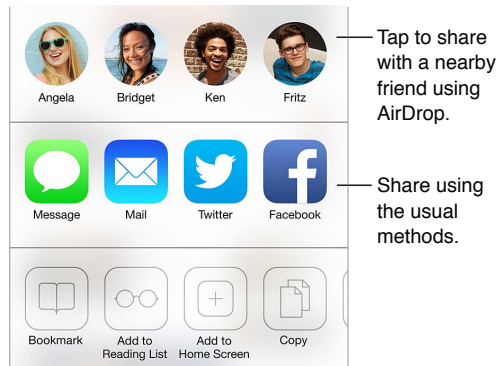 Angela Bridget Ken Fritz
Tap to share
with a nearby
friend using
AirDrop.
Message Mail Twitter Facebook
Share using
the usual
methods.
Bookmark Add to Reading List Add to Home Screen Copy